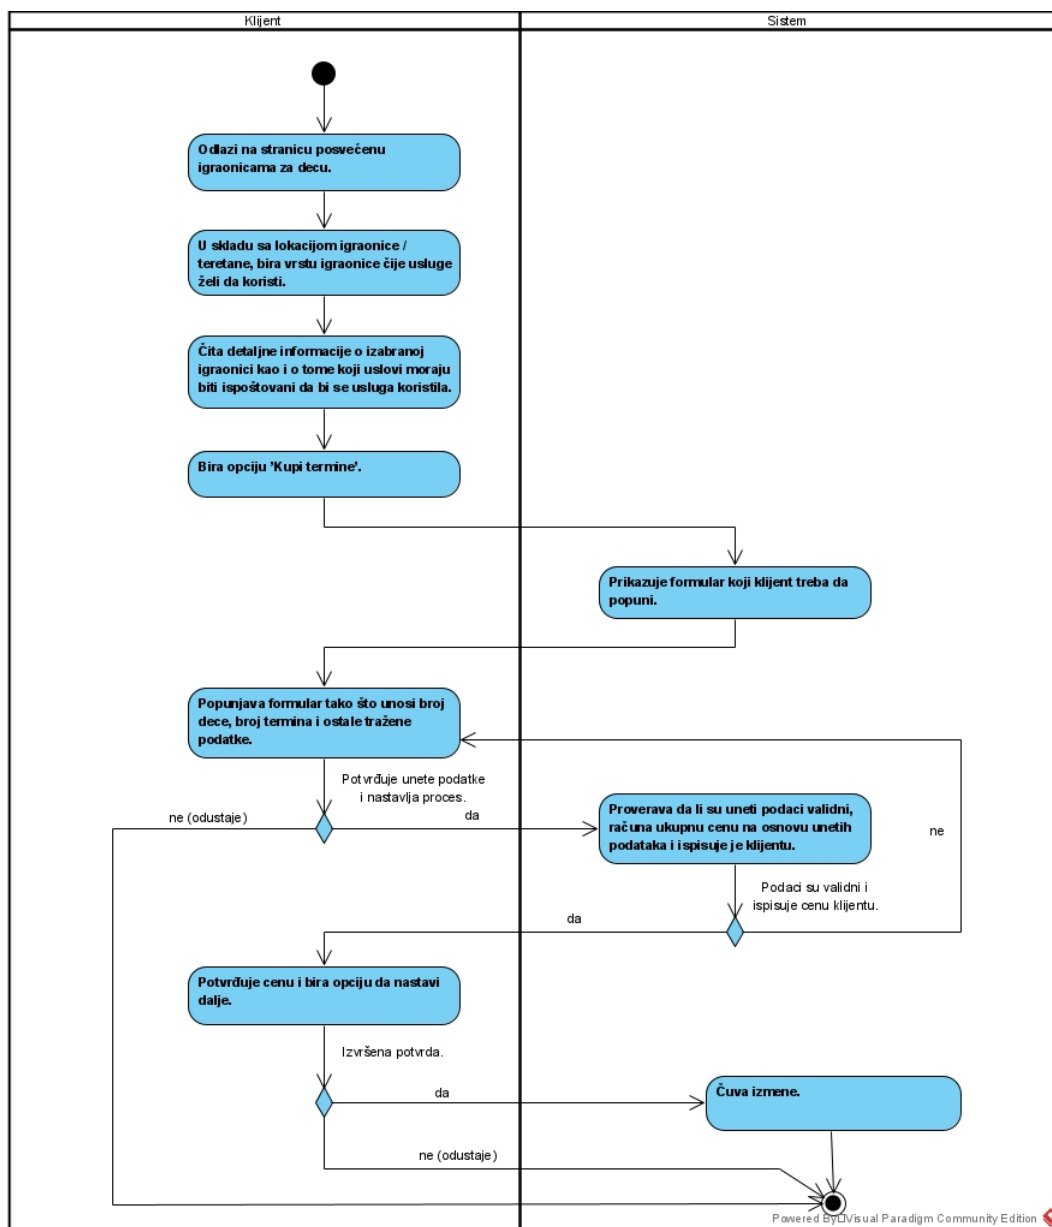 Klijent
Sistem
Odlazi na stranicu posvećenu
igraonicama za decu.
U skladu sa lokacijom igraonice /
teretane, bira vrstu igraonice čije usluge
želi da koristi.
Čita detaljne informacije o izabranoj
igraonici kao i o tome koji uslovi moraju
biti ispoštovani da bi se usluga koristila.
Bira opciju 'Kupi termine'.
Prikazuje formular koji klijent treba da
popuni.
Popunjava formular tako što unosi broj
dece, broj termina i ostale tražene
podatke.
Potvrđuje unete podatke
i nastavlja proces.
ne (odustaje)
da
Proverava da li su uneti podaci validni,
računa ukupnu cenu na osnovu unetih
podataka i ispisuje je klijentu.
ne
Podaci su validni i
ispisuje cenu klijentu.
da
Potvrđuje cenu i bira opciju da nastavi
dalje.
Izvršena potvrda.
da
Čuva izmene.
ne (odustaje)
Powered By Visual Paradigm Community Edition